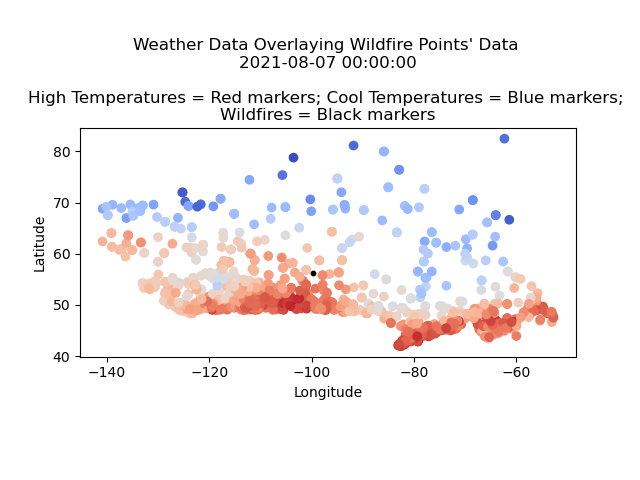 Weather Data Overlaying Wildfire Points' Data
2021-08-07 00:00:00
High Temperatures = Red markers; Cool Temperatures = Blue markers;
Wildfires = Black markers
80
70
60
50
40
Latitude
−140 −120 −100 −80 −60
Longitude